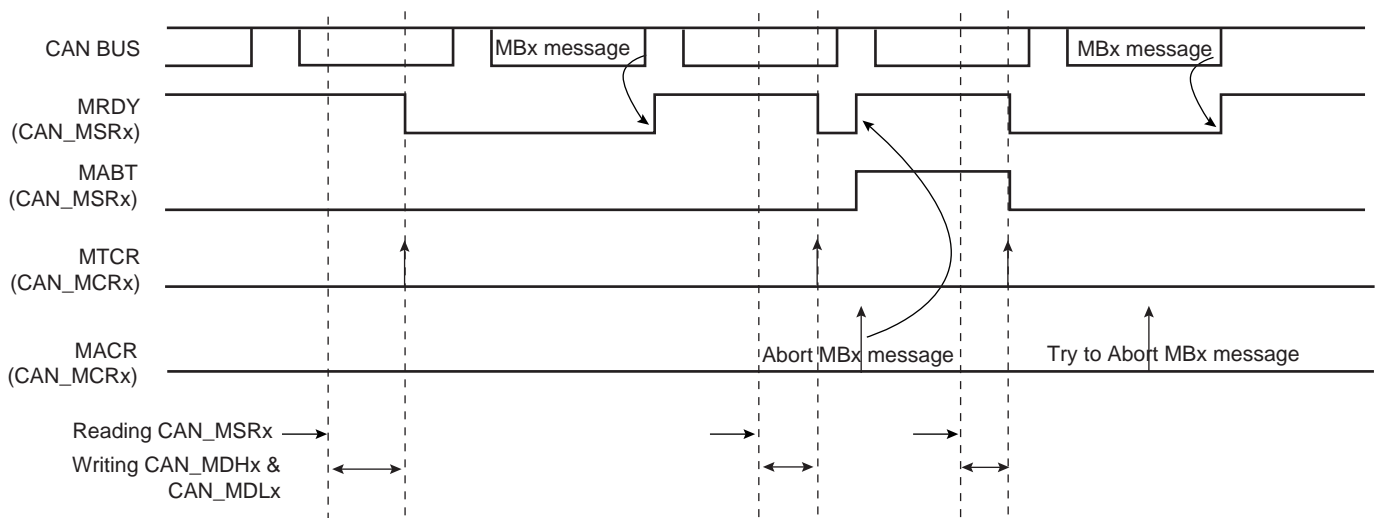 CAN BUS
MBx message
MBx message
MRDY
(CAN_MSRx)
MABT
(CAN_MSRx)
MTCR
(CAN_MCRx)
MACR
(CAN_MCRx)
Abort MBx message
Try to Abort MBx message
Reading CAN_MSRx
Writing CAN_MDHx &
CAN_MDLx